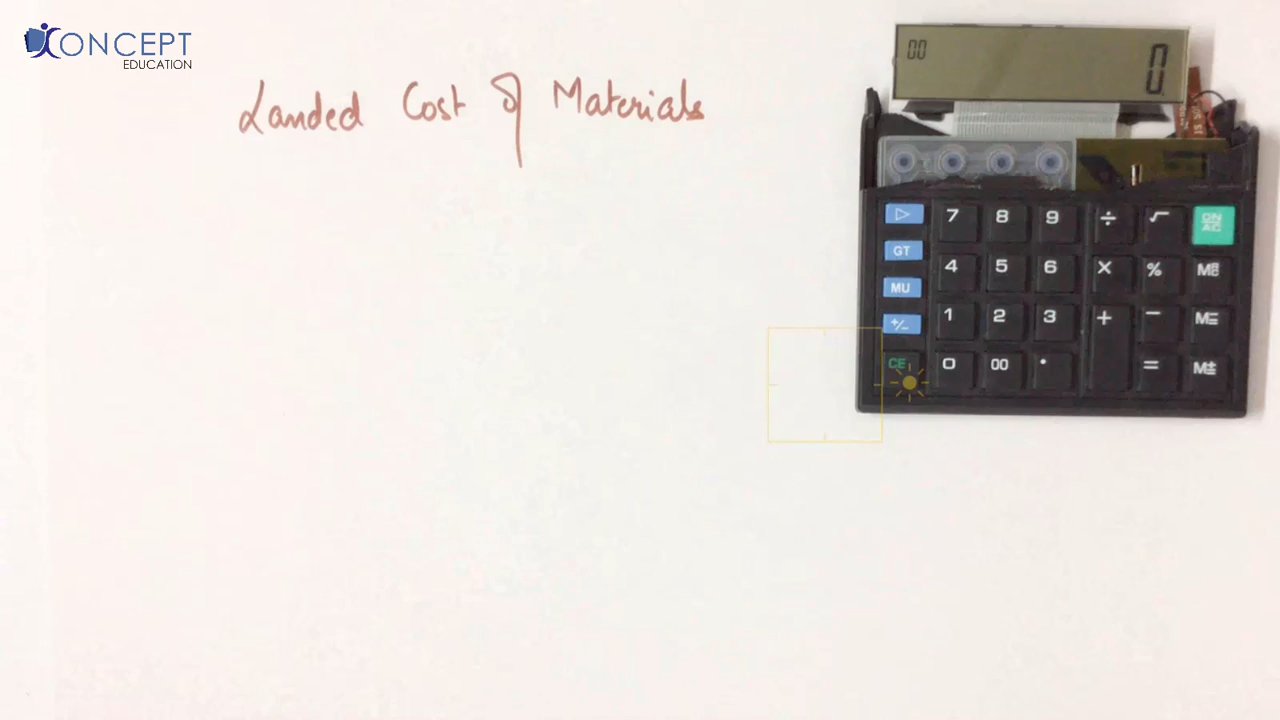 CONCEPT
EDUCATION
Landed Cost of Materials
00 0
7 8 9 ÷ √ ON AC
GT 4 5 6 X %
MU 1 2 3 + − M=
+/− CE 0 00 . = M±